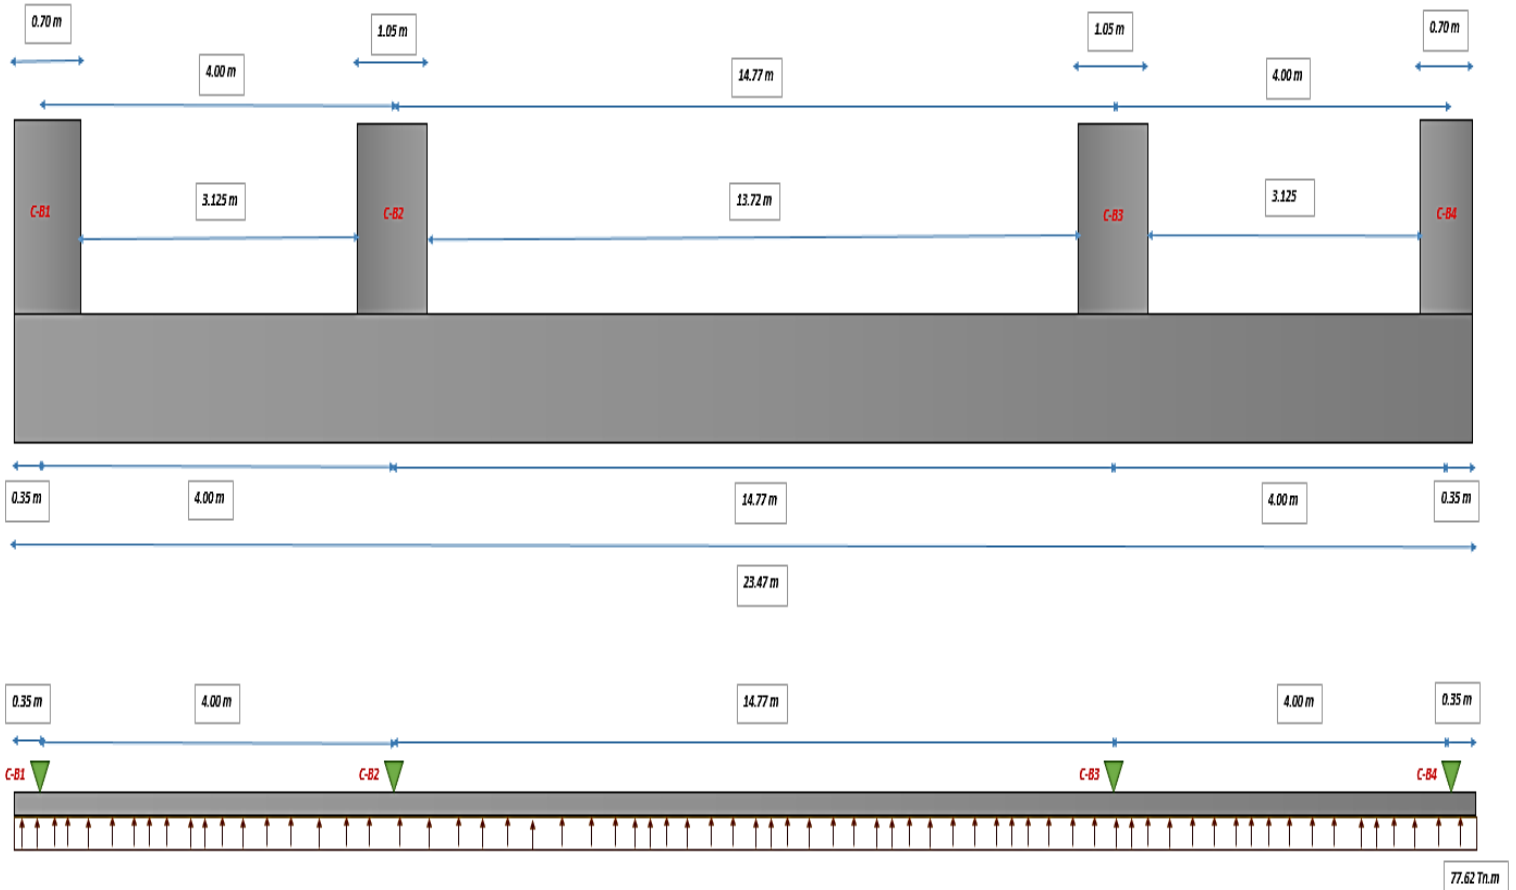 0.70 m
1.05 m
1.05 m
0.70 m
4.00 m
14.77 m
4.00 m
C-B1
3.125 m
C-B2
13.72 m
C-B3
3.125
C-B4
0.35 m
4.00 m
14.77 m
4.00 m
0.35 m
23.47 m
0.35 m
4.00 m
14.77 m
4.00 m
0.35 m
C-B1
C-B2
C-B3
C-B4
77.62 Tn.m